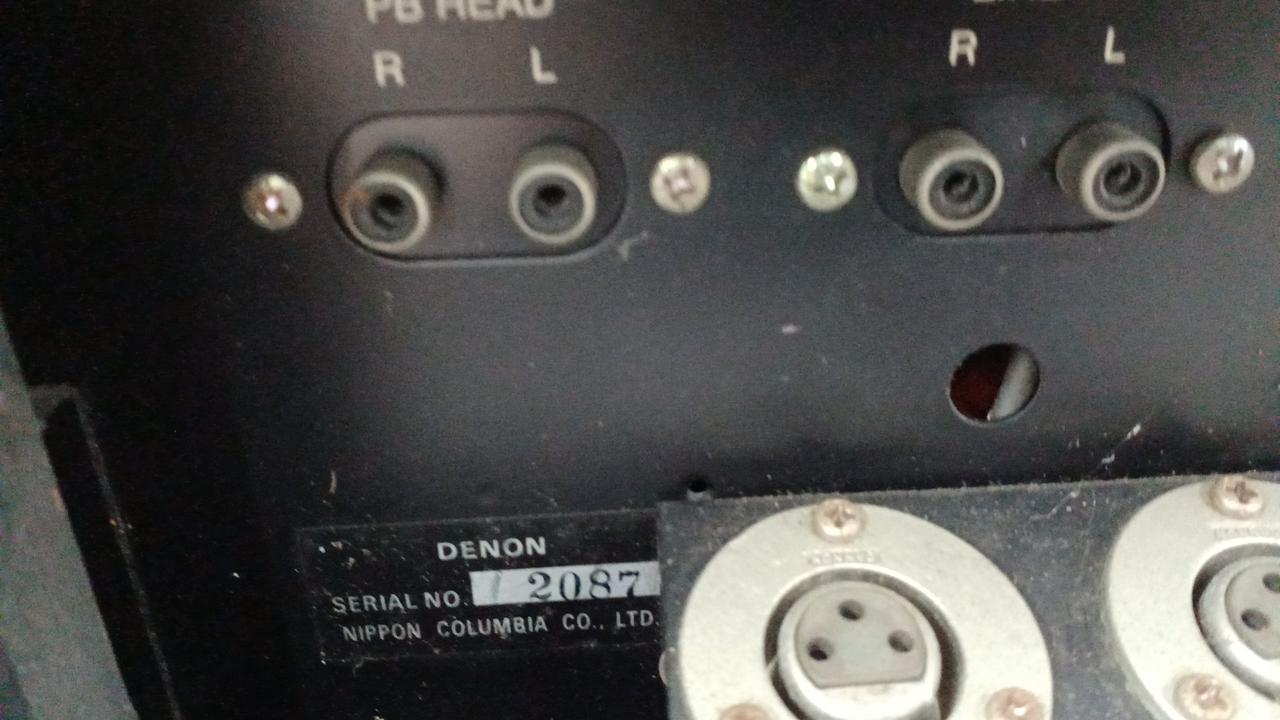 PB HEAD
R L
R L
DENON
SERIAL NO. 2087
NIPPON COLUMBIA CO., LTD.